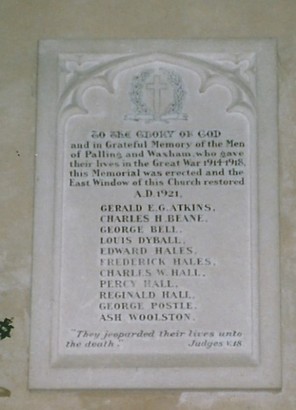 TO THE GLORY OF GOD
and in Grateful Memory of the Men
of Palling and Waxham, who gave
their lives in the Great War 1914-1918,
this Memorial was erected and the
East Window of this Church restored
A.D. 1921.
GERALD E.G. ATKINS,
CHARLES H. BEANE,
GEORGE BELL,
LOUIS DYBALL,
EDWARD HALES,
FREDERICK HALES,
CHARLES W. HALL,
PERCY HALL,
REGINALD HALL,
GEORGE POSTLE,
ASH WOOLSTON.
"They jeoparded their lives unto
the death." Judges v.18